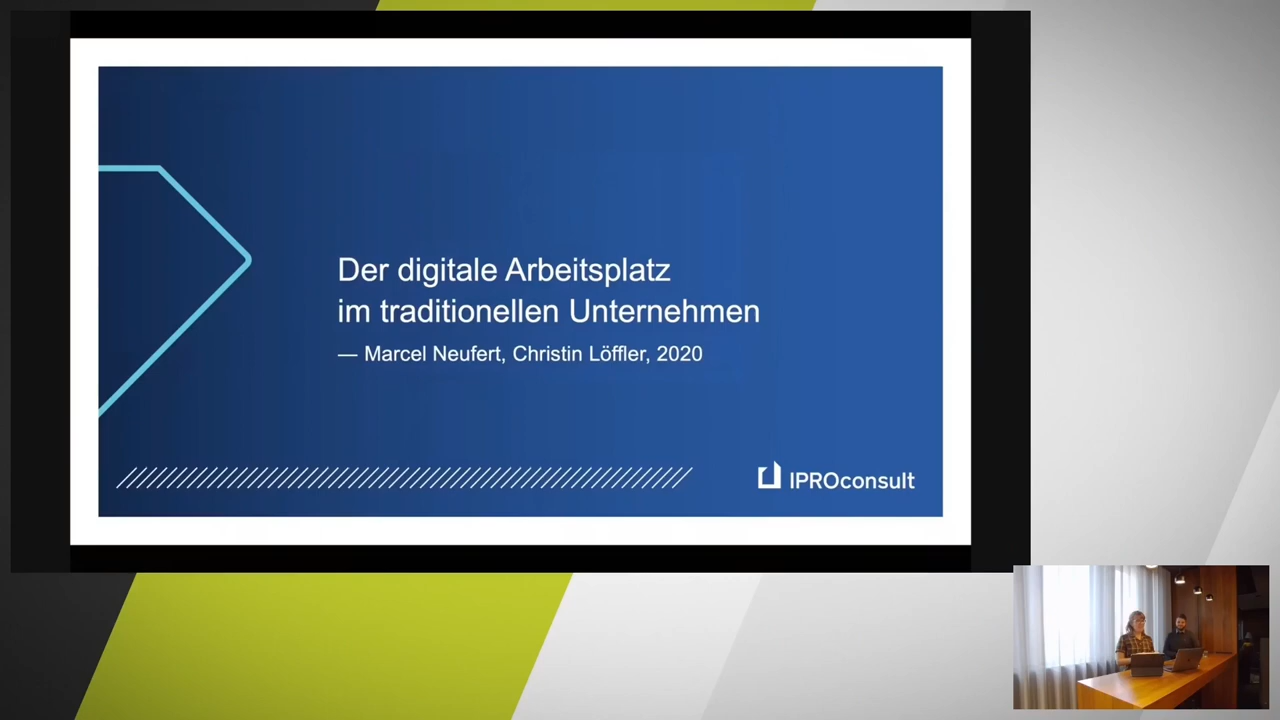 Der digitale Arbeitsplatz
im traditionellen Unternehmen
— Marcel Neufert, Christin Löffler, 2020
IPROconsult